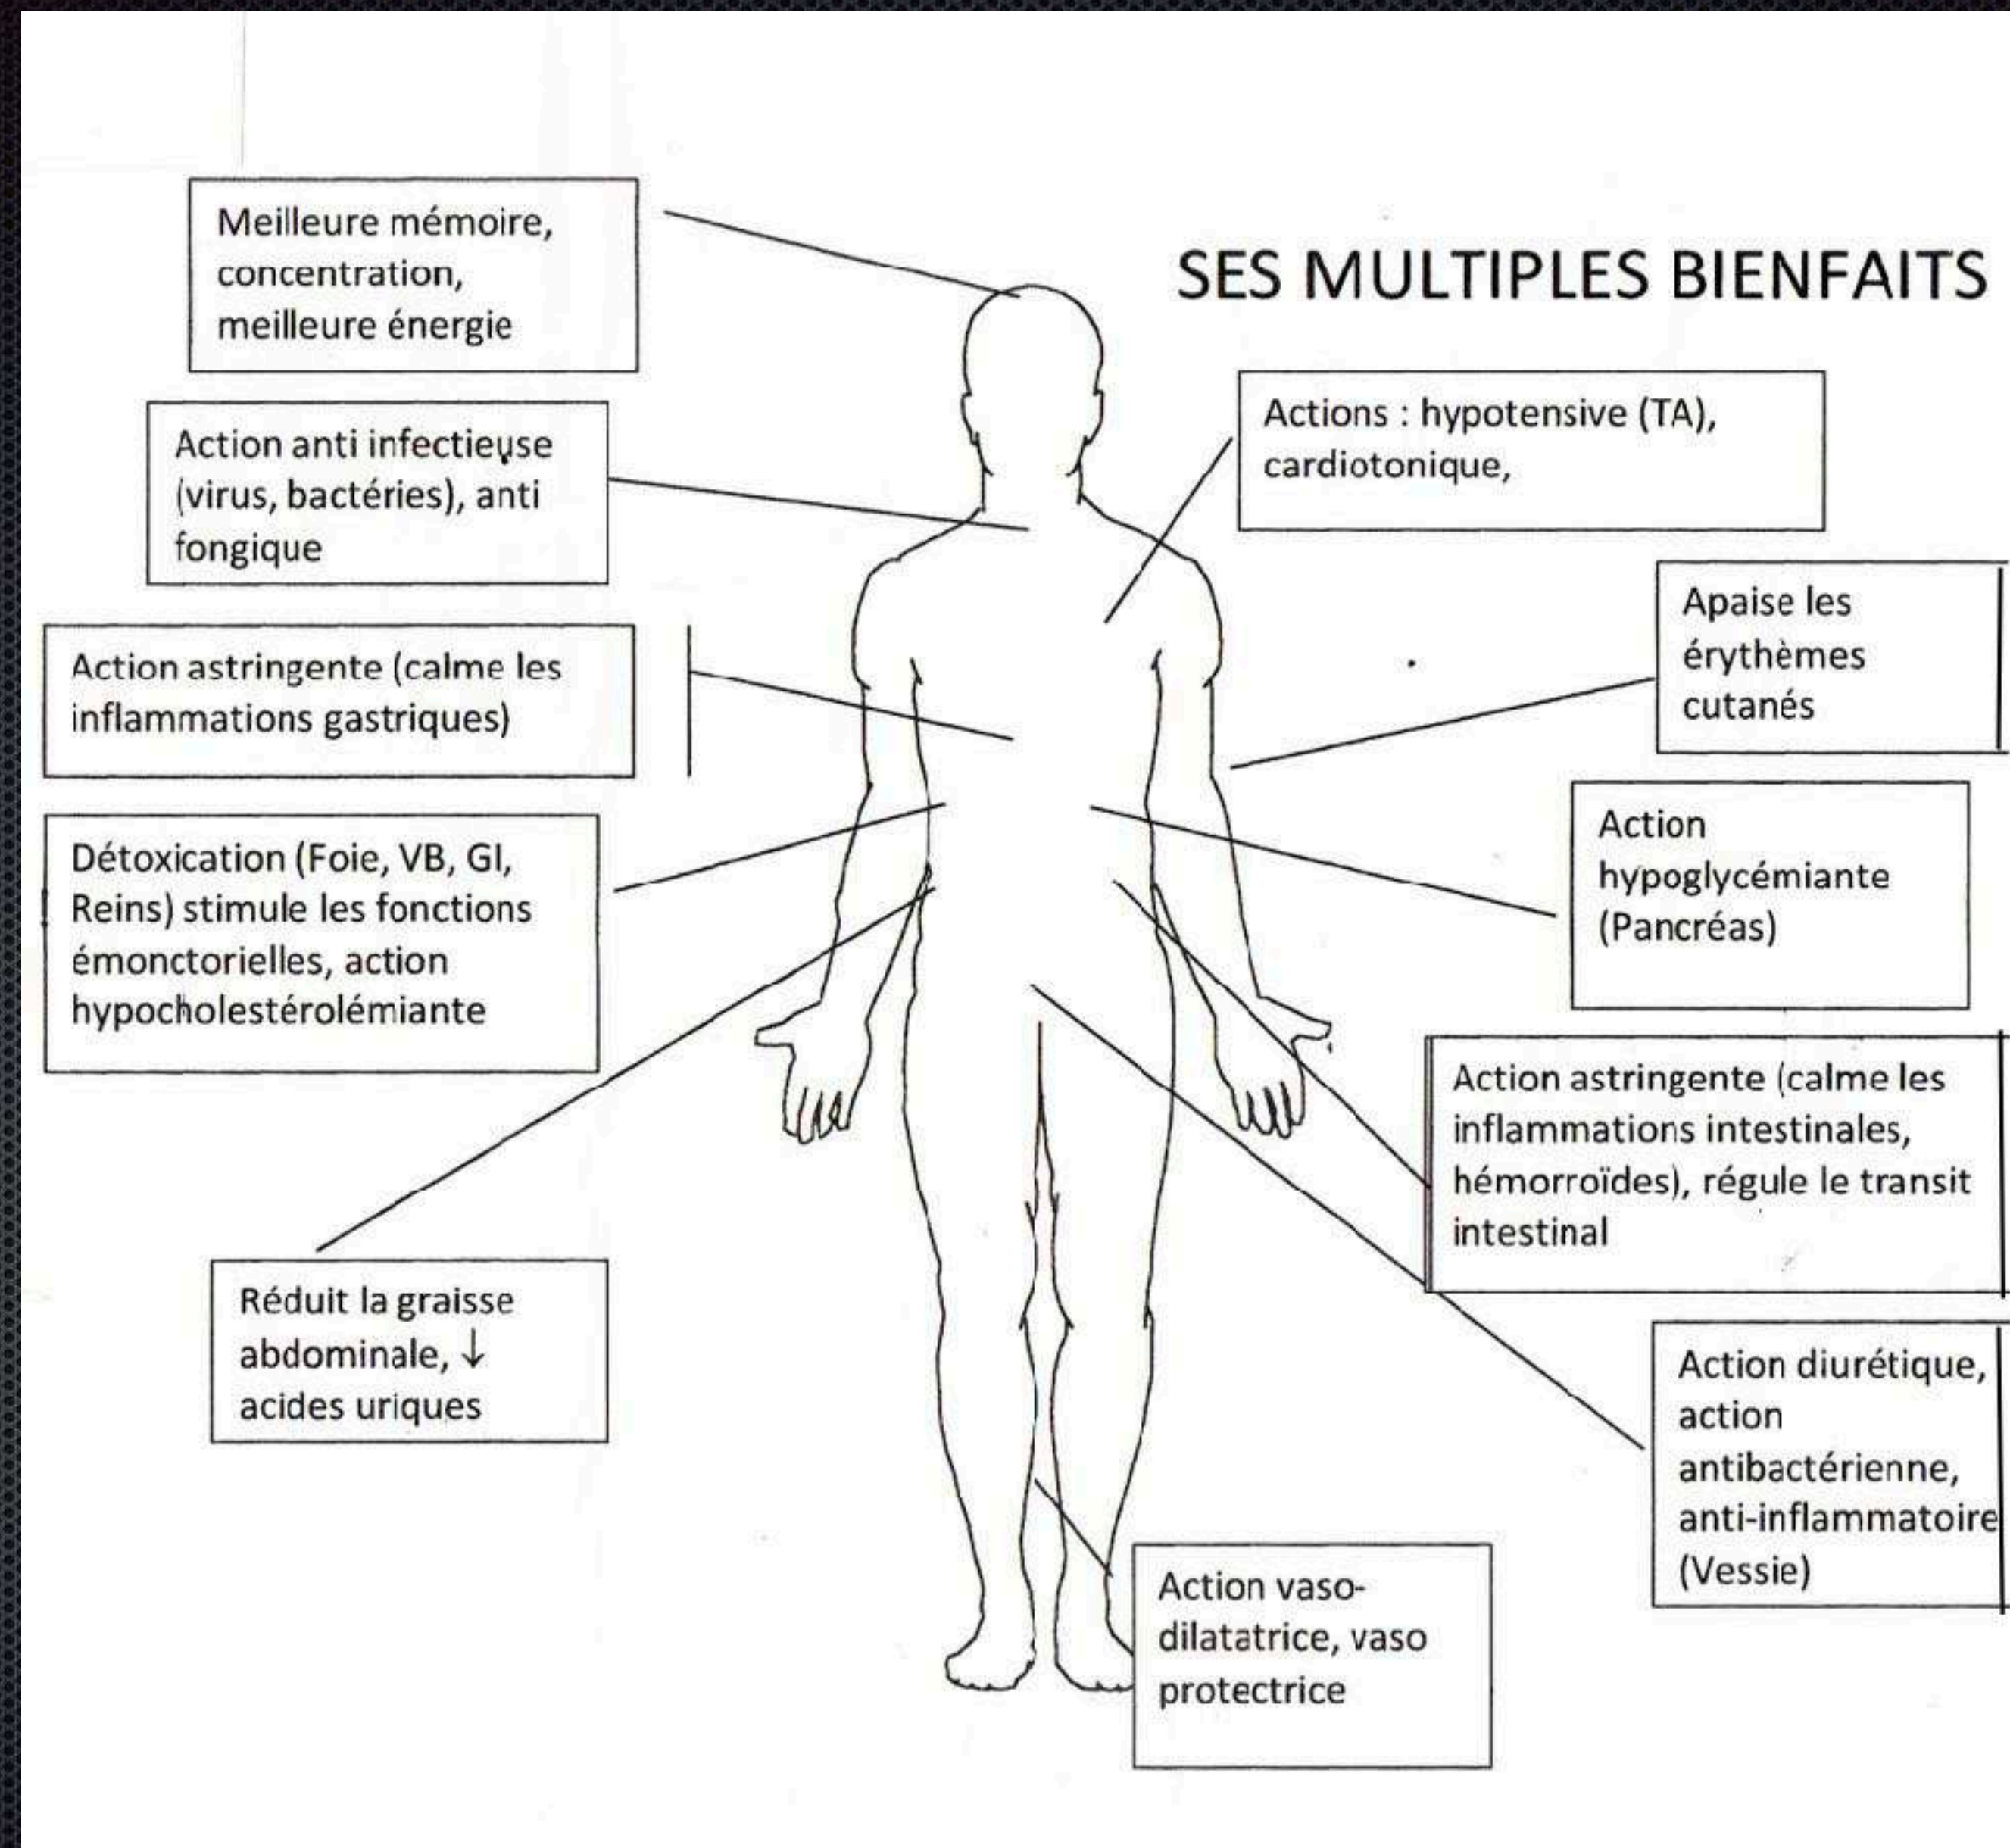 SES MULTIPLES BIENFAITS
Meilleure mémoire,
concentration,
meilleure énergie
Action anti infectieuse
(virus, bactéries), anti
fongique
Action astringente (calme les
inflammations gastriques)
Détoxication (Foie, VB, GI,
Reins) stimule les fonctions
émonctorielles, action
hypocholestérolémiante
Réduit la graisse
abdominale, ↓
acides uriques
Actions : hypotensive (TA),
cardiotonique,
Apaise les
érythèmes
cutanés
Action
hypoglycémiante
(Pancréas)
Action astringente (calme les
inflammations intestinales,
hémorroïdes), régule le transit
intestinal
Action diurétique,
action
antibactérienne,
anti-inflammatoire
(Vessie)
Action vaso-
dilatatrice, vaso
protectrice